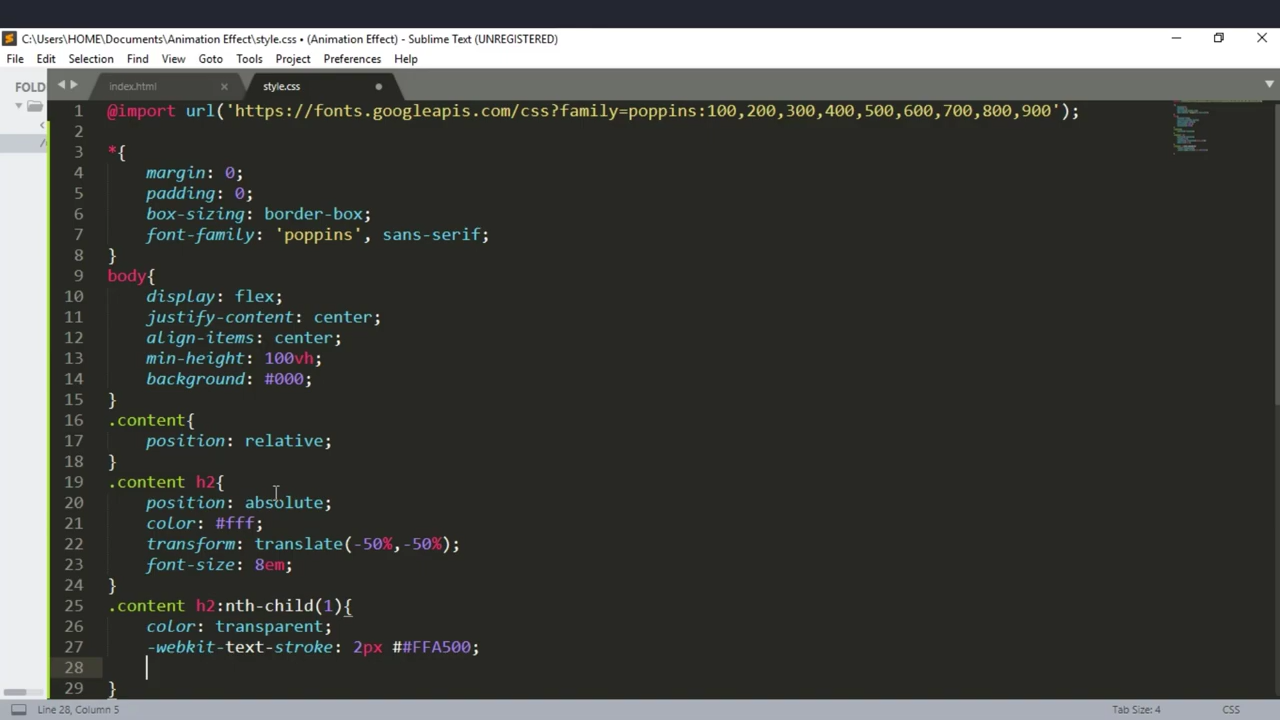 C:\Users\HOME\Documents\Animation Effect\style.css • (Animation Effect) - Sublime Text (UNREGISTERED)
File Edit Selection Find View Goto Tools Project Preferences Help
FOLD
index.html
style.css
1 @import url('https://fonts.googleapis.com/css?family=poppins:100,200,300,400,500,600,700,800,900');
2
3 *{
4 margin: 0;
5 padding: 0;
6 box-sizing: border-box;
7 font-family: 'poppins', sans-serif;
8 }
9 body{
10 display: flex;
11 justify-content: center;
12 align-items: center;
13 min-height: 100vh;
14 background: #000;
15 }
16 .content{
17 position: relative;
18 }
19 .content h2{
20 position: absolute;
21 color: #fff;
22 transform: translate(-50%,-50%);
23 font-size: 8em;
24 }
25 .content h2:nth-child(1){
26 color: transparent;
27 -webkit-text-stroke: 2px ##FFA500;
28
29 }
Line 28, Column 5
Tab Size: 4
CSS